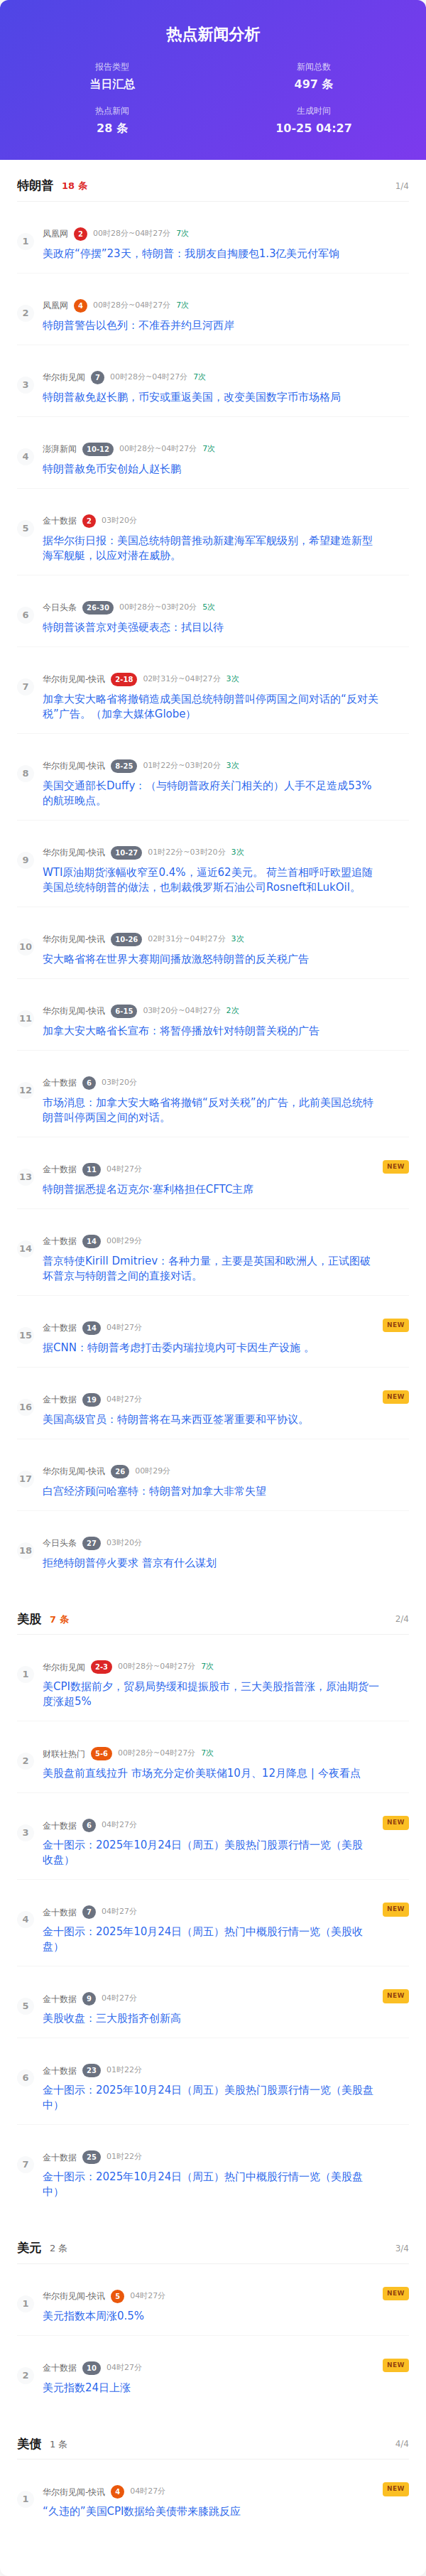 热点新闻分析
报告类型
当日汇总
新闻总数
497 条
热点新闻
28 条
生成时间
10-25 04:27
特朗普 18 条 1/4
1
凤凰网 2 00时28分~04时27分 7次
美政府“停摆”23天，特朗普：我朋友自掏腰包1.3亿美元付军饷
2
凤凰网 4 00时28分~04时27分 7次
特朗普警告以色列：不准吞并约旦河西岸
3
华尔街见闻 7 00时28分~04时27分 7次
特朗普赦免赵长鹏，币安或重返美国，改变美国数字币市场格局
4
澎湃新闻 10-12 00时28分~04时27分 7次
特朗普赦免币安创始人赵长鹏
5
金十数据 2 03时20分
据华尔街日报：美国总统特朗普推动新建海军军舰级别，希望建造新型
海军舰艇，以应对潜在威胁。
6
今日头条 26-30 00时28分~03时20分 5次
特朗普谈普京对美强硬表态：拭目以待
7
华尔街见闻-快讯 2-18 02时31分~04时27分 3次
加拿大安大略省将撤销造成美国总统特朗普叫停两国之间对话的“反对关
税”广告。（加拿大媒体Globe）
8
华尔街见闻-快讯 8-25 01时22分~03时20分 3次
美国交通部长Duffy：（与特朗普政府关门相关的）人手不足造成53%
的航班晚点。
9
华尔街见闻-快讯 10-27 01时22分~03时20分 3次
WTI原油期货涨幅收窄至0.4%，逼近62美元。 荷兰首相呼吁欧盟追随
美国总统特朗普的做法，也制裁俄罗斯石油公司Rosneft和LukOil。
10
华尔街见闻-快讯 10-26 02时31分~04时27分 3次
安大略省将在世界大赛期间播放激怒特朗普的反关税广告
11
华尔街见闻-快讯 6-15 03时20分~04时27分 2次
加拿大安大略省长宣布：将暂停播放针对特朗普关税的广告
12
金十数据 6 03时20分
市场消息：加拿大安大略省将撤销“反对关税”的广告，此前美国总统特
朗普叫停两国之间的对话。
13
金十数据 11 04时27分 NEW
特朗普据悉提名迈克尔·塞利格担任CFTC主席
14
金十数据 14 00时29分
普京特使Kirill Dmitriev：各种力量，主要是英国和欧洲人，正试图破
坏普京与特朗普之间的直接对话。
15
金十数据 14 04时27分 NEW
据CNN：特朗普考虑打击委内瑞拉境内可卡因生产设施 。
16
金十数据 19 04时27分 NEW
美国高级官员：特朗普将在马来西亚签署重要和平协议。
17
华尔街见闻-快讯 26 00时29分
白宫经济顾问哈塞特：特朗普对加拿大非常失望
18
今日头条 27 03时20分
拒绝特朗普停火要求 普京有什么谋划
美股 7 条 2/4
1
华尔街见闻 2-3 00时28分~04时27分 7次
美CPI数据前夕，贸易局势缓和提振股市，三大美股指普涨，原油期货一
度涨超5%
2
财联社热门 5-6 00时28分~04时27分 7次
美股盘前直线拉升 市场充分定价美联储10月、12月降息 | 今夜看点
3
金十数据 6 04时27分 NEW
金十图示：2025年10月24日（周五）美股热门股票行情一览（美股
收盘）
4
金十数据 7 04时27分 NEW
金十图示：2025年10月24日（周五）热门中概股行情一览（美股收
盘）
5
金十数据 9 04时27分 NEW
美股收盘：三大股指齐创新高
6
金十数据 23 01时22分
金十图示：2025年10月24日（周五）美股热门股票行情一览（美股盘
中）
7
金十数据 25 01时22分
金十图示：2025年10月24日（周五）热门中概股行情一览（美股盘
中）
美元 2 条 3/4
1
华尔街见闻-快讯 5 04时27分 NEW
美元指数本周涨0.5%
2
金十数据 10 04时27分 NEW
美元指数24日上涨
美债 1 条 4/4
1
华尔街见闻-快讯 4 04时27分 NEW
“久违的”美国CPI数据给美债带来膝跳反应